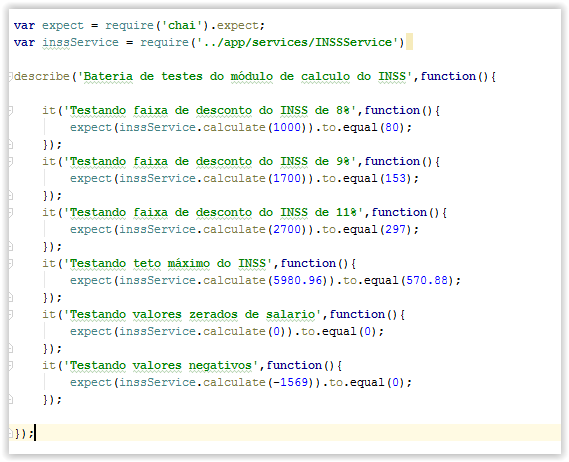 var expect = require('chai').expect;
var inssService = require('../app/services/INSSService')
describe('Bateria de testes do módulo de calculo do INSS',function(){
it('Testando faixa de desconto do INSS de 8%',function(){
expect(inssService.calculate(1000)).to.equal(80);
});
it('Testando faixa de desconto do INSS de 9%',function(){
expect(inssService.calculate(1700)).to.equal(153);
});
it('Testando faixa de desconto do INSS de 11%',function(){
expect(inssService.calculate(2700)).to.equal(297);
});
it('Testando teto máximo do INSS',function(){
expect(inssService.calculate(5980.96)).to.equal(570.88);
});
it('Testando valores zerados de salario',function(){
expect(inssService.calculate(0)).to.equal(0);
});
it('Testando valores negativos',function(){
expect(inssService.calculate(-1569)).to.equal(0);
});
});